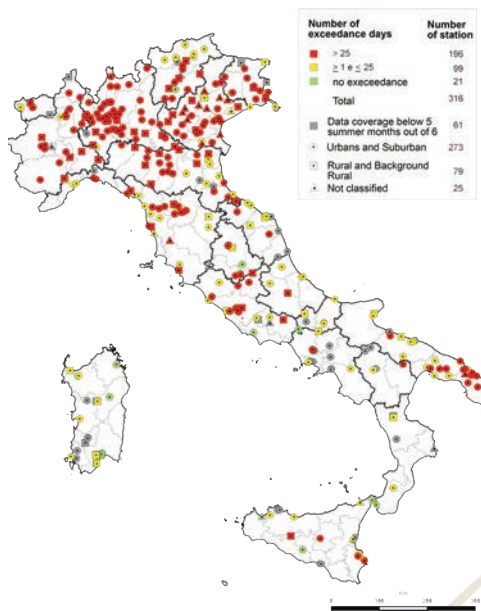 Number of exceedance days
Number of station
> 25 196
≥ 1 e ≤ 25 99
no execeedance 21
Total 316
Data coverage below 5 summer months out of 6 61
Urbans and Suburban 273
Rural and Background Rural 79
Not classified 25
Km
0 100 200 300